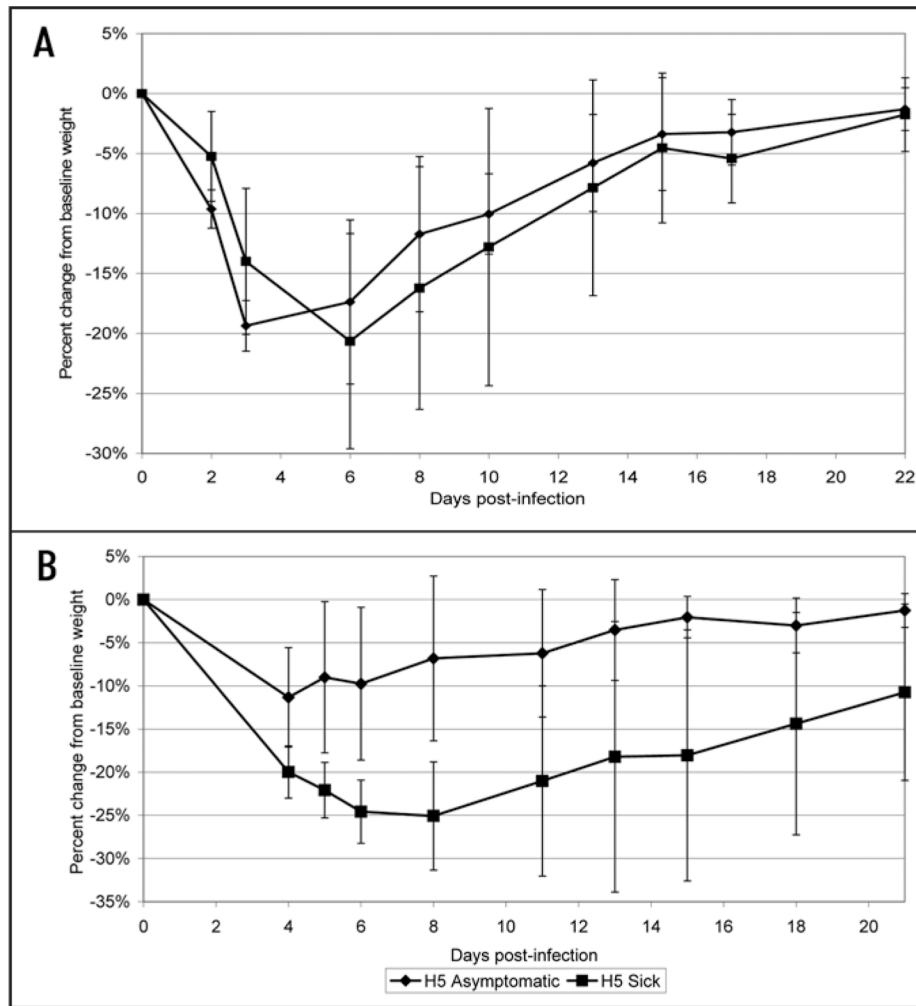 A
Percent change from baseline weight
5%
0%
-5%
-10%
-15%
-20%
-25%
-30%
0 2 4 6 8 10 12 14 16 18 20 22
Days post-infection
B
Percent change from baseline weight
5%
0%
-5%
-10%
-15%
-20%
-25%
-30%
-35%
0 2 4 6 8 10 12 14 16 18 20
Days post-infection
H5 Asymptomatic H5 Sick